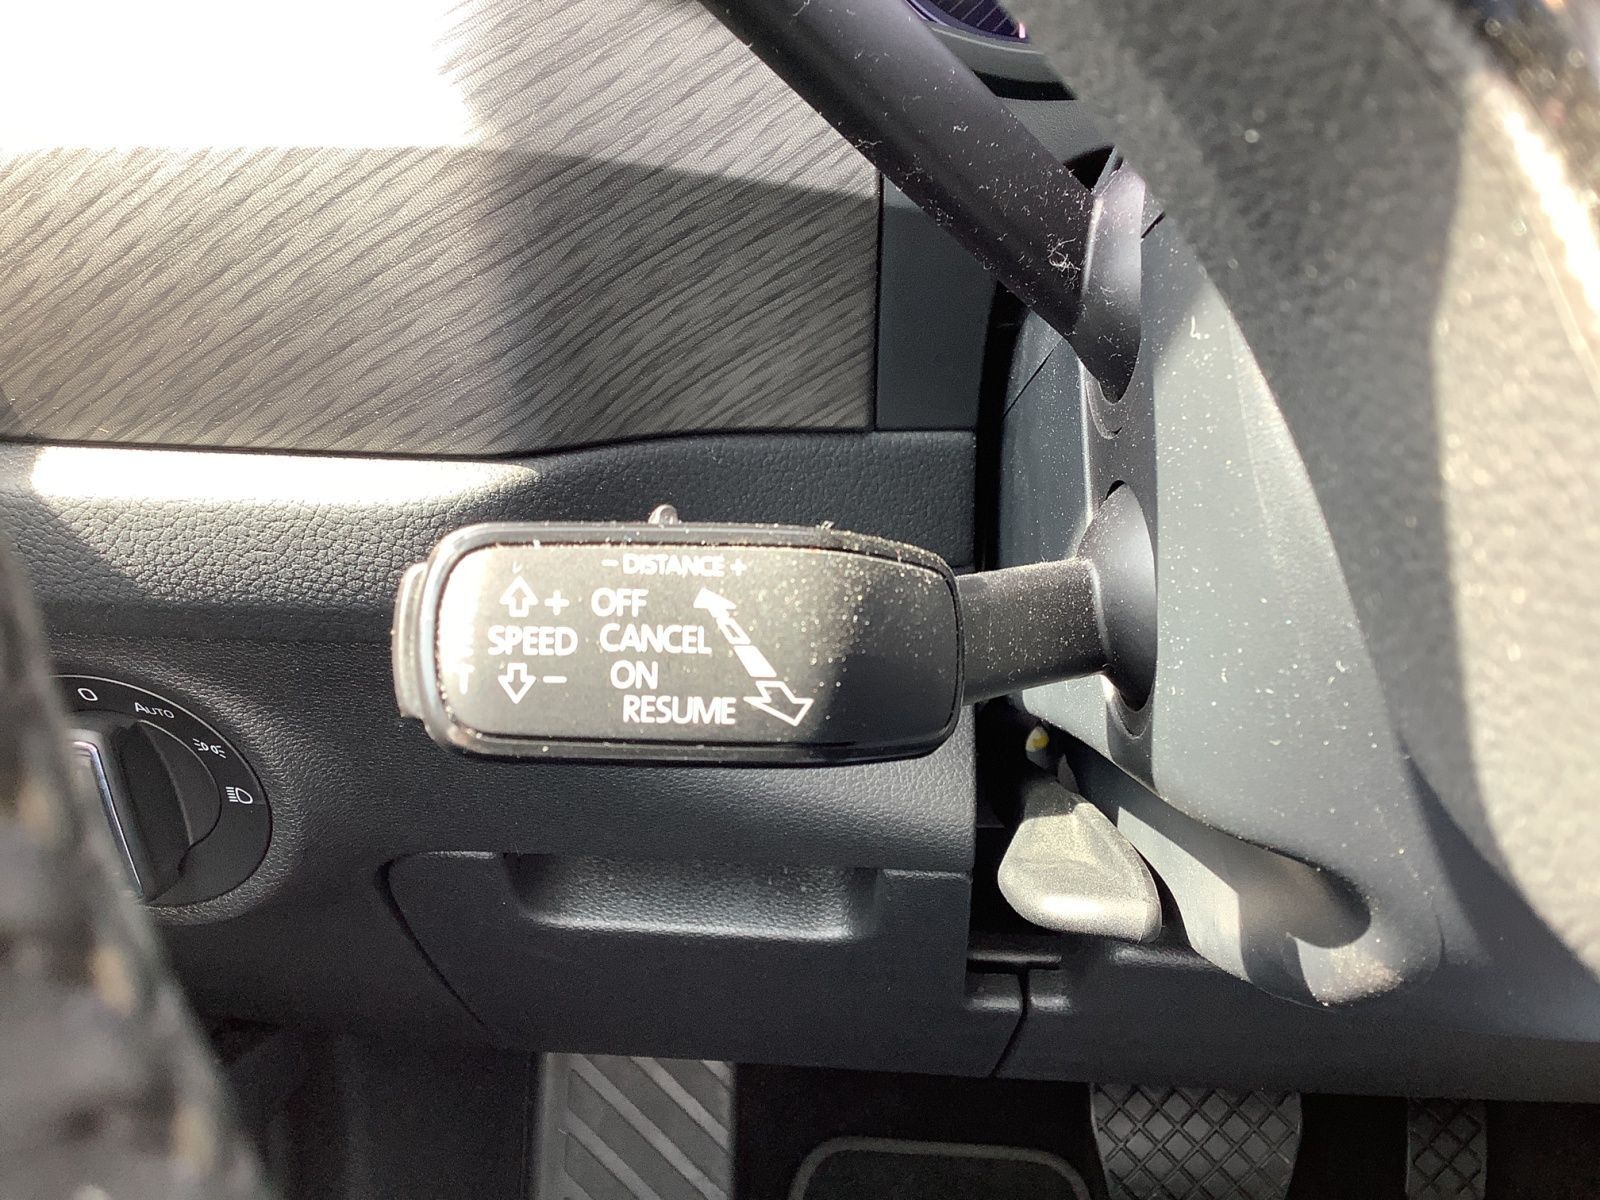 - DISTANCE +
+ OFF
SPEED CANCEL
- ON
RESUME
0 AUTO